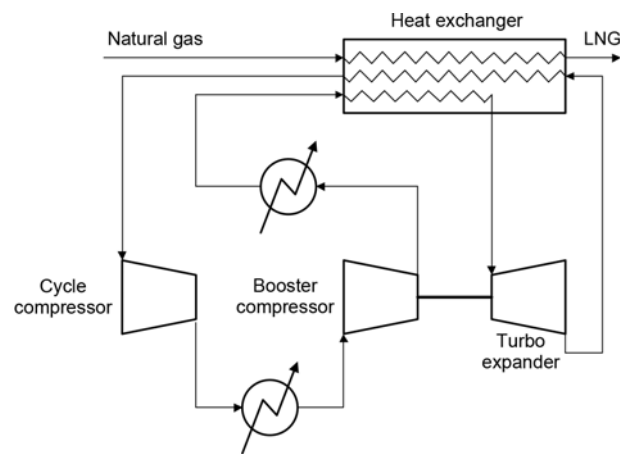 Heat exchanger
Natural gas
LNG
Cycle
compressor
Booster
compressor
Turbo
expander